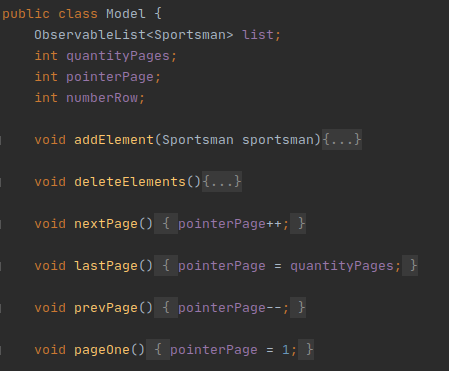 public class Model {
ObservableList<Sportsman> list;
int quantityPages;
int pointerPage;
int numberRow;
void addElement(Sportsman sportsman){...}
void deleteElements(){...}
void nextPage() { pointerPage++; }
void lastPage() { pointerPage = quantityPages; }
void prevPage() { pointerPage--; }
void pageOne() { pointerPage = 1; }